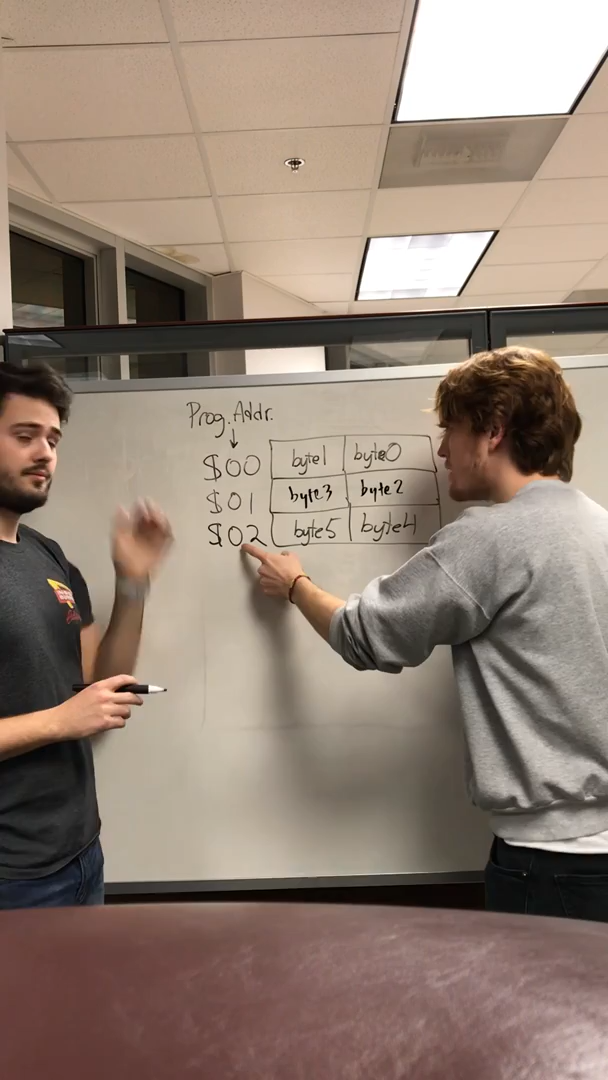 Prog. Addr.
$00 byte1 byte0
$01 byte3 byte2
$02 byte5 byte4